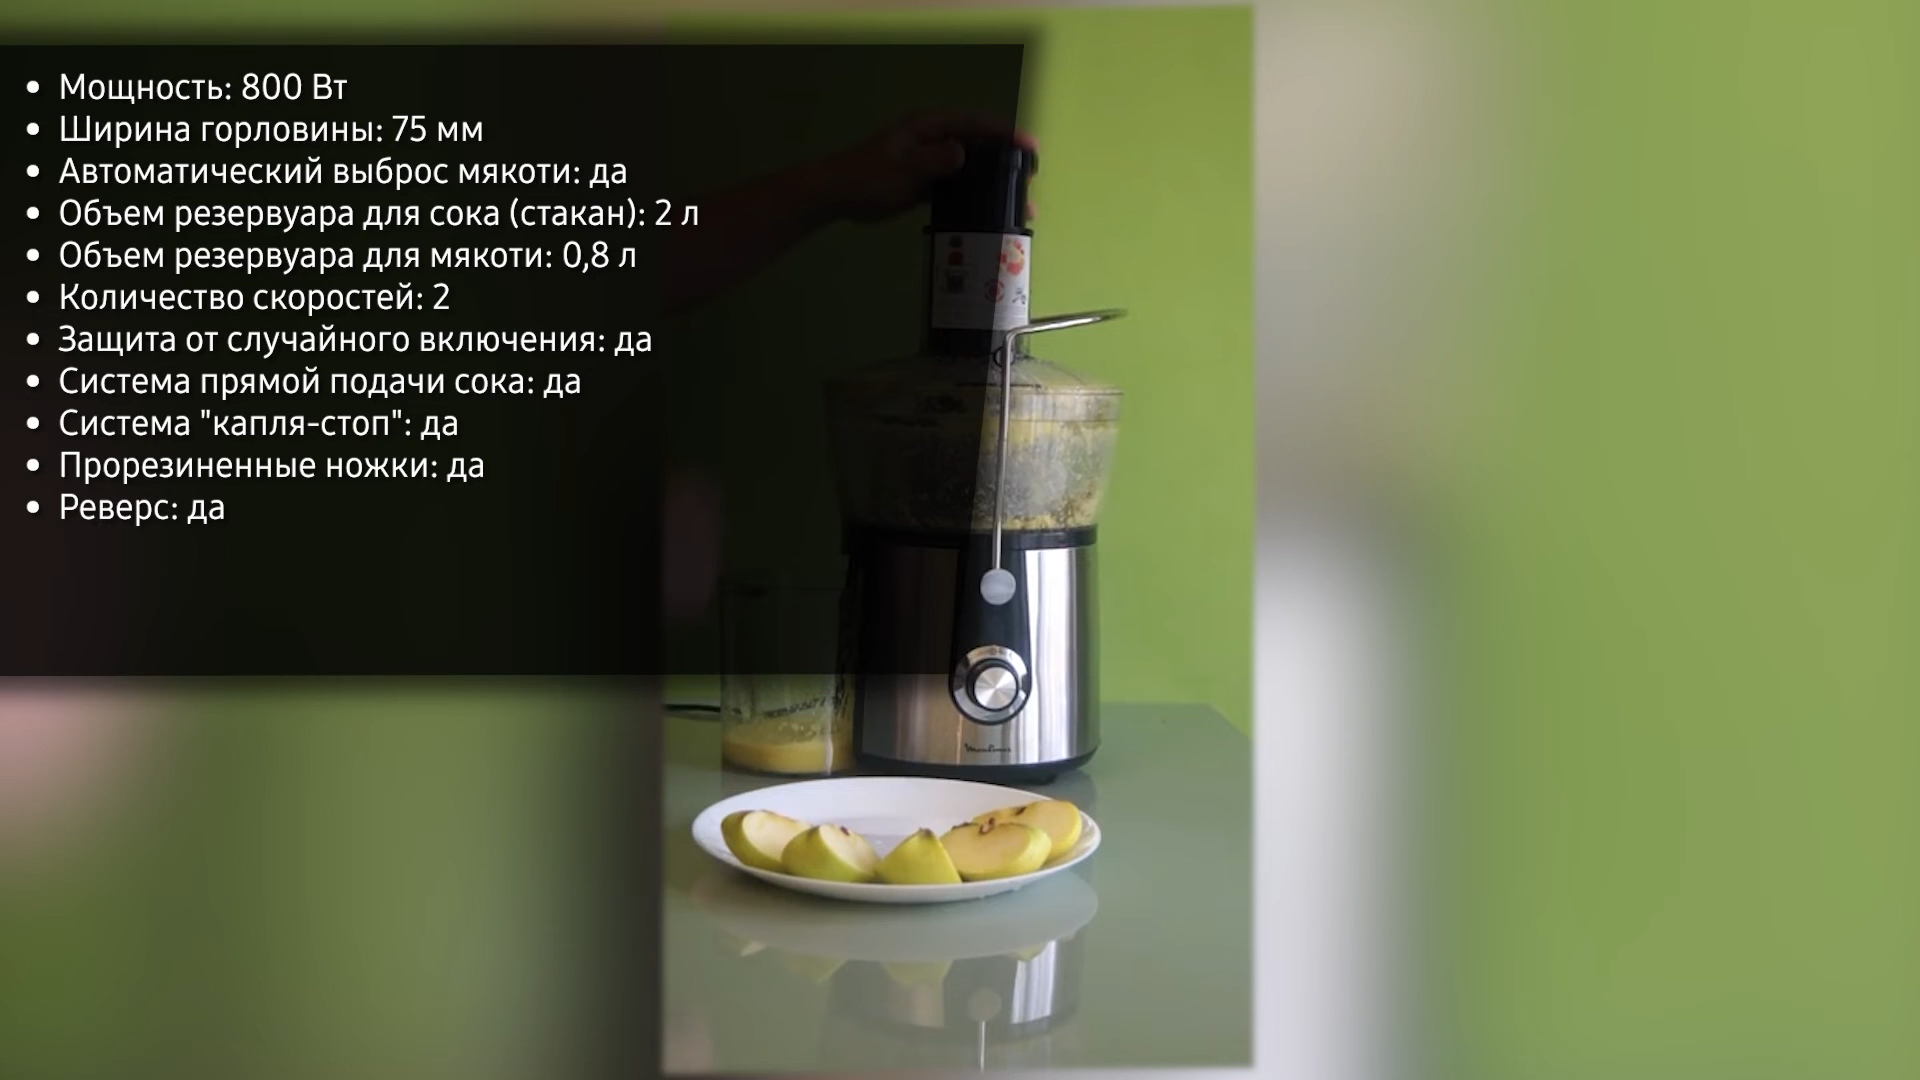 • Мощность: 800 Вт
• Ширина горловины: 75 мм
• Автоматический выброс мякоти: да
• Объем резервуара для сока (стакан): 2 л
• Объем резервуара для мякоти: 0,8 л
• Количество скоростей: 2
• Защита от случайного включения: да
• Система прямой подачи сока: да
• Система "капля-стоп": да
• Прорезиненные ножки: да
• Реверс: да
Moulinex